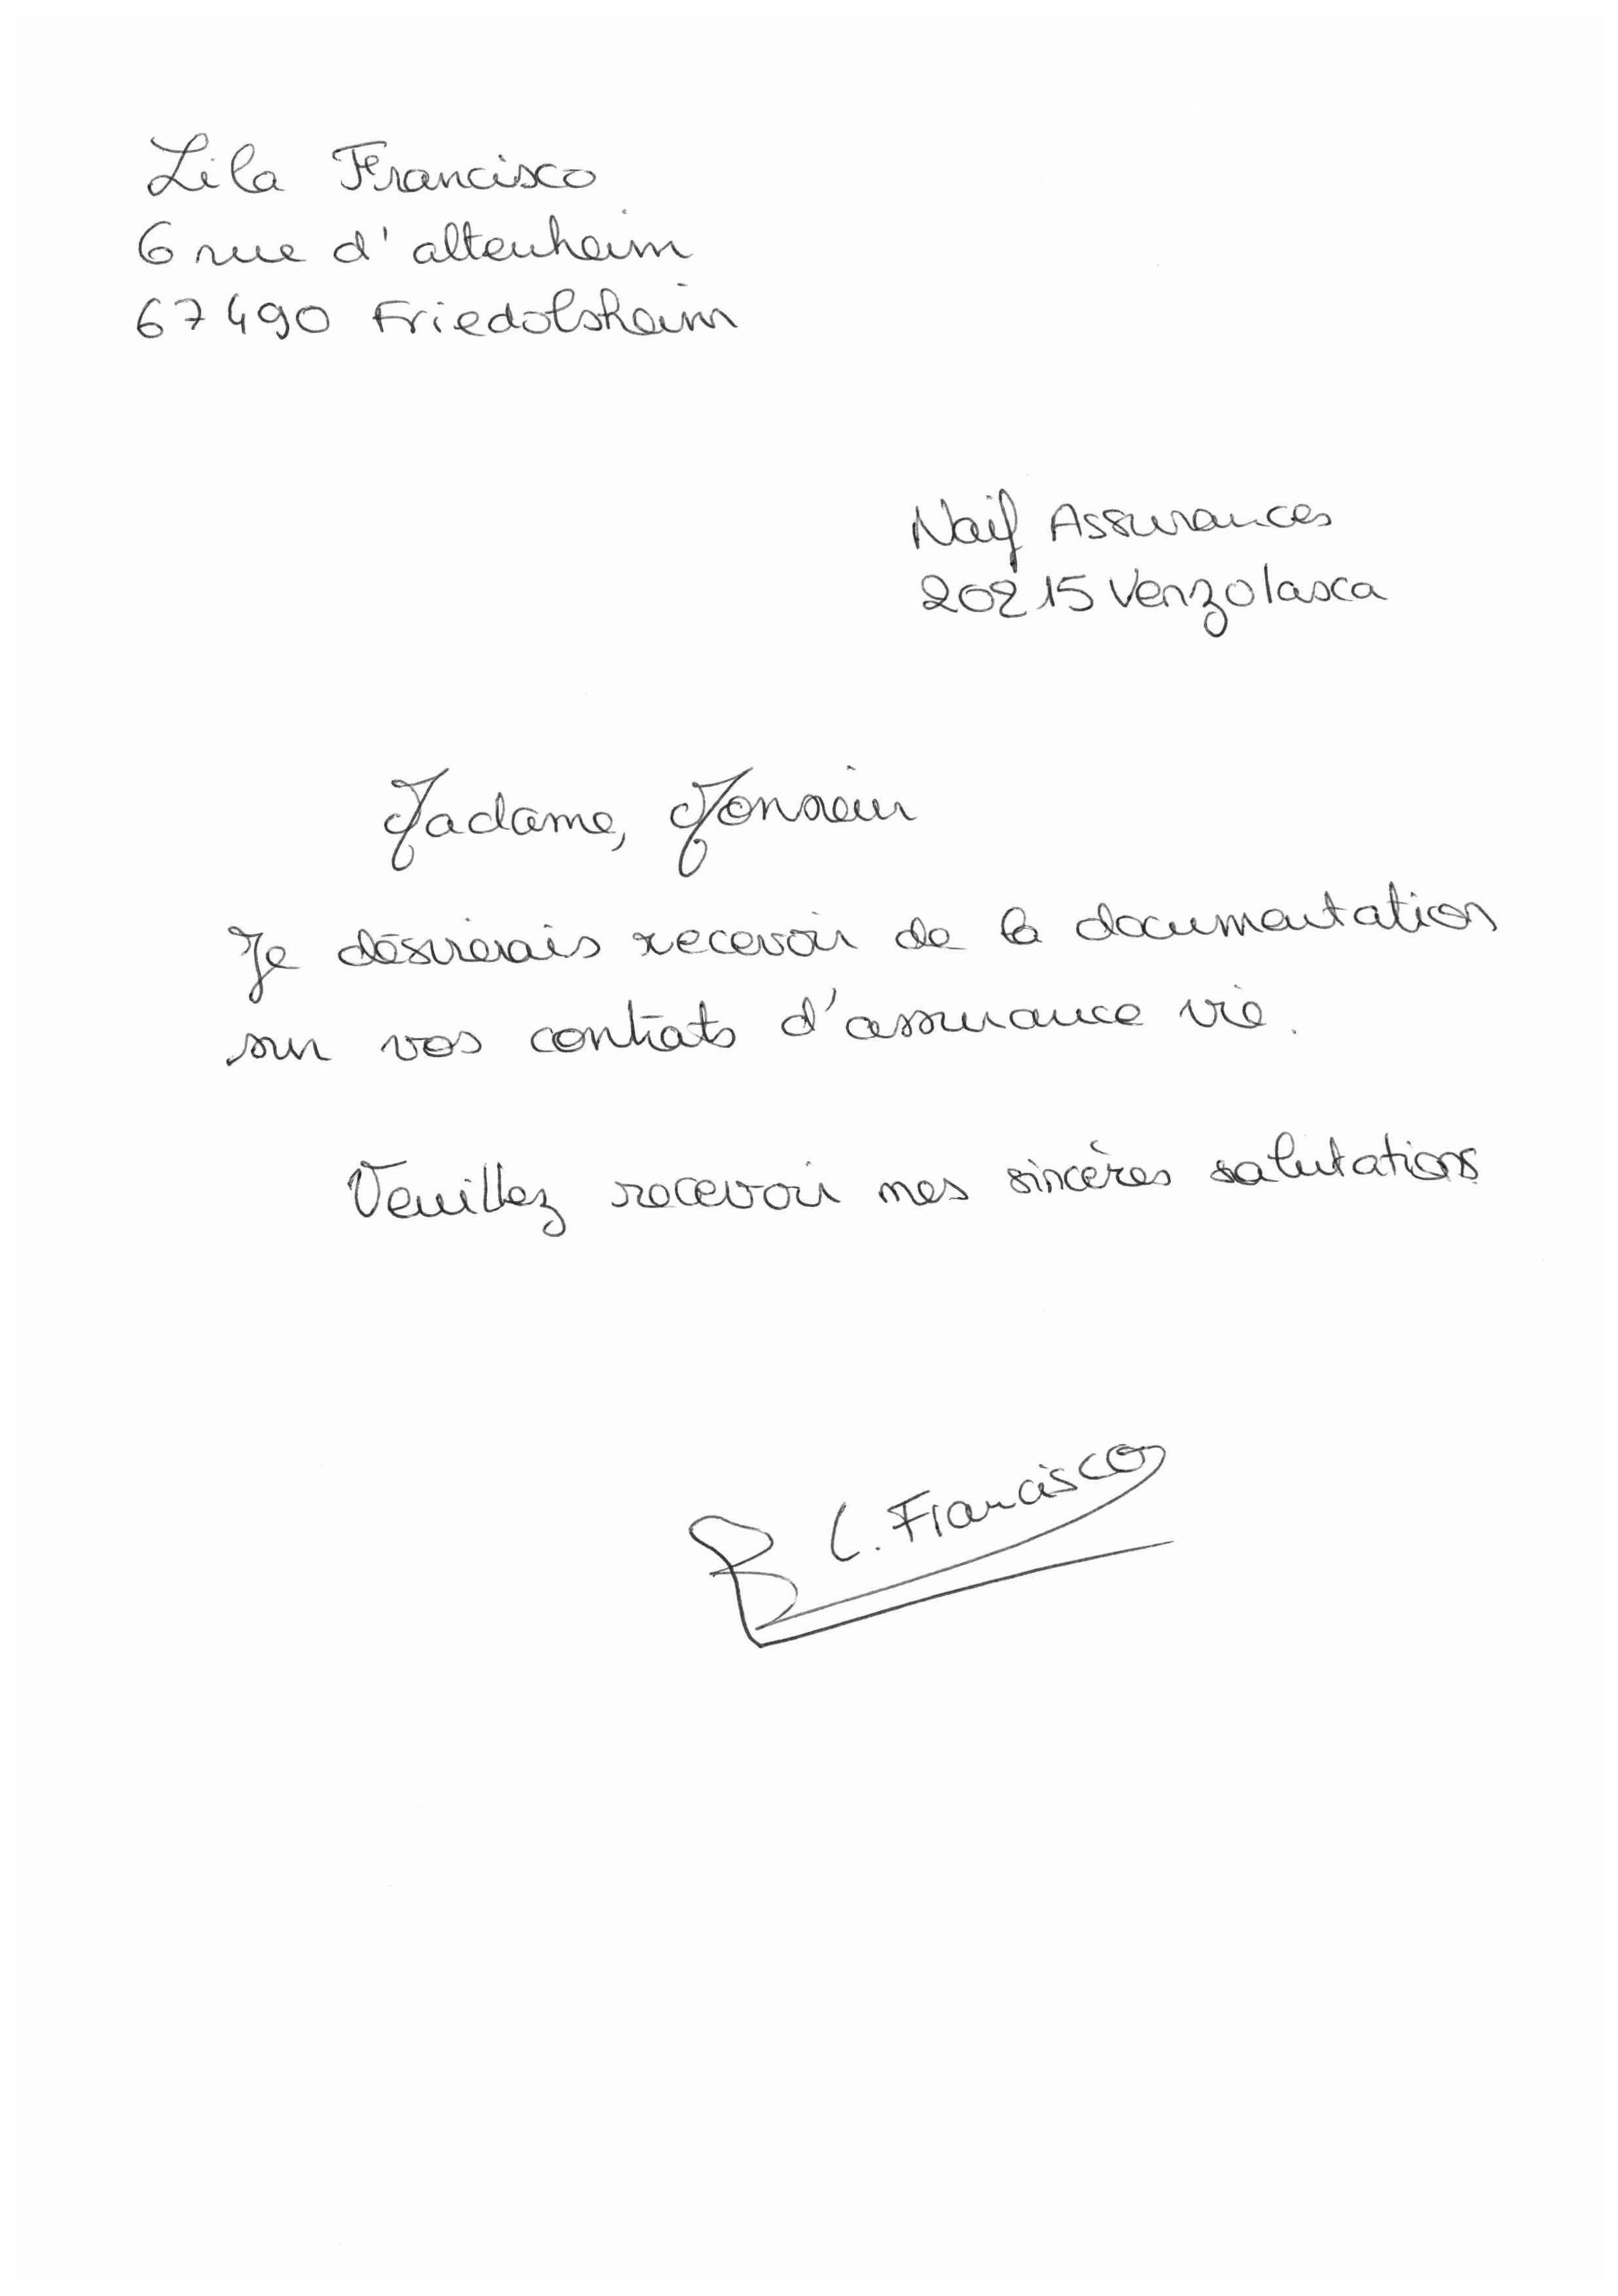 Lila Francisco
6 rue d'altenheim
67490 Friedolsheim
Naif Assurances
20215 Venzolasca
Madame, Monsieur
Je désirerais recevoir de la documentation
sur vos contrats d'assurance vie.
Veuillez recevoir mes sincères salutations
L. Francisco